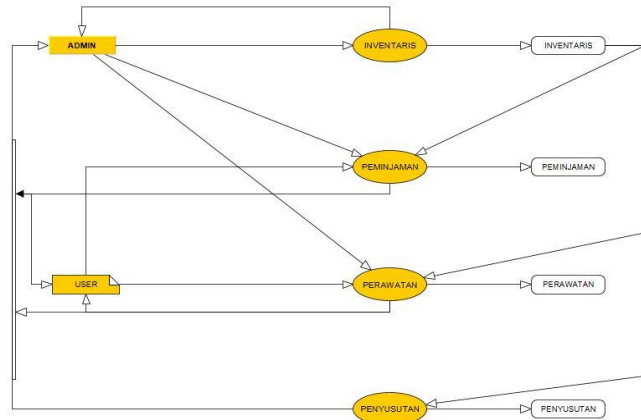 ADMIN
INVENTARIS
INVENTARIS
PEMINJAMAN
PEMINJAMAN
USER
PERAWATAN
PERAWATAN
PENYUSUTAN
PENYUSUTAN